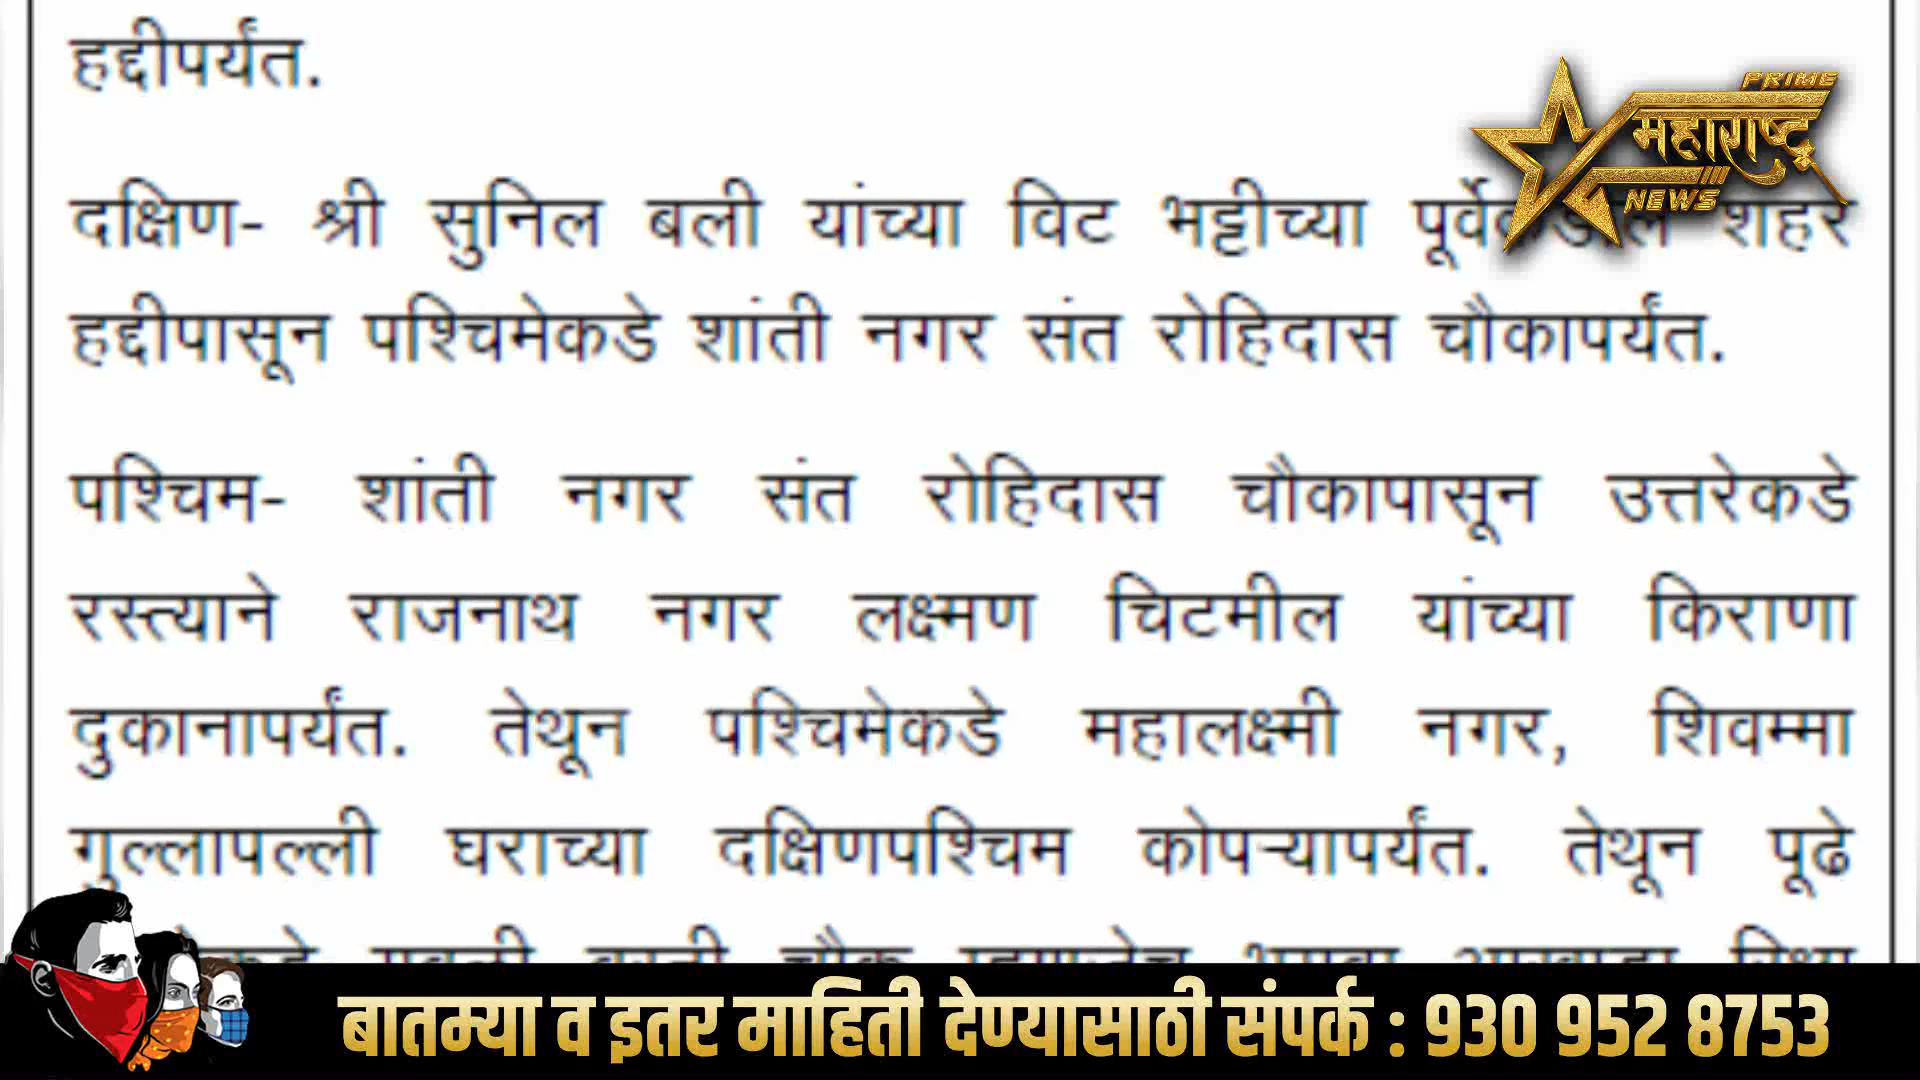 हद्दीपर्यंत.
PRIME
महाराष्ट्र
NEWS
दक्षिण- श्री सुनिल बली यांच्या विट भट्टीच्या शहर
हद्दीपासून पश्चिमेकडे शांती नगर संत रोहिदास चौकापर्यंत.
पश्चिम- शांती नगर संत रोहिदास चौकापासून उत्तरेकडे
रस्त्याने राजनाथ नगर लक्ष्मण चिटमील यांच्या किराणा
दुकानापर्यंत. तेथून पश्चिमेकडे महालक्ष्मी नगर, शिवम्मा
गुल्लापल्ली घराच्या दक्षिणपश्चिम कोपऱ्यापर्यंत. तेथून पूढे
बातम्या व इतर माहिती देण्यासाठी संपर्क : 930 952 8753